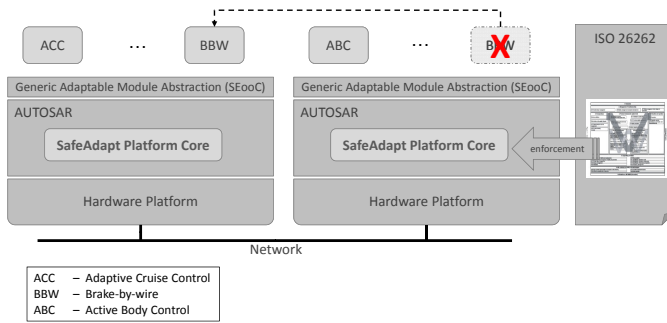 ACC
...
BBW
ABC
...
BBW
ISO 26262
Generic Adaptable Module Abstraction (SEooC)
Generic Adaptable Module Abstraction (SEooC)
AUTOSAR
AUTOSAR
SafeAdapt Platform Core
SafeAdapt Platform Core
enforcement
Hardware Platform
Hardware Platform
Network
ACC – Adaptive Cruise Control
BBW – Brake-by-wire
ABC – Active Body Control